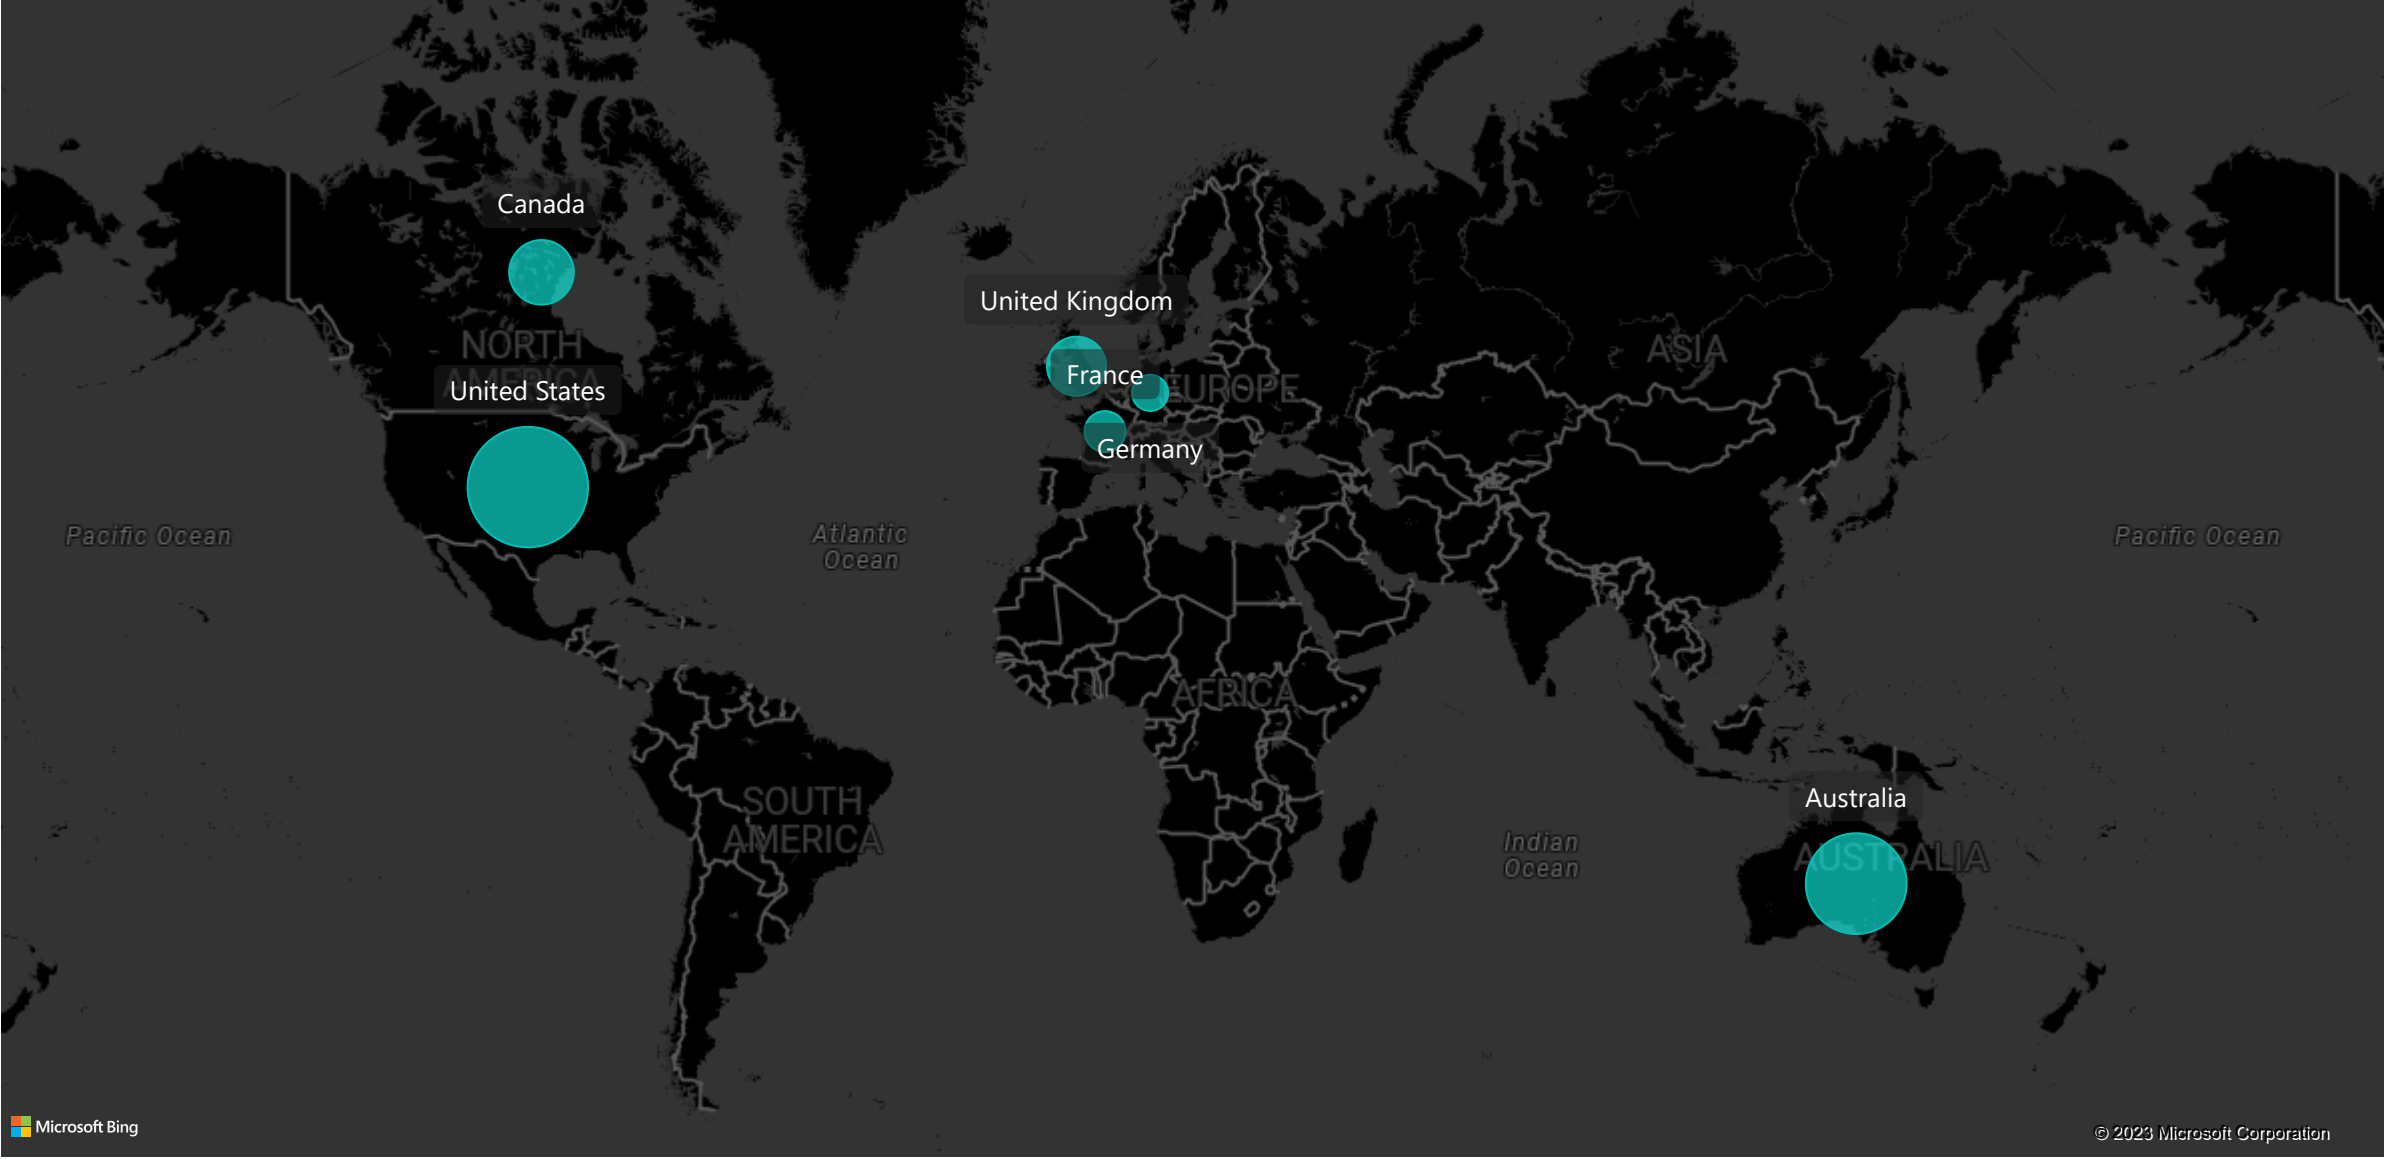 Canada
United Kingdom
NORTH
AMERICA
United States
ASIA
France
EUROPE
Germany
Pacific Ocean
Atlantic
Ocean
Pacific Ocean
AFRICA
SOUTH
AMERICA
Australia
Indian
Ocean
AUSTRALIA
Microsoft Bing
© 2023 Microsoft Corporation